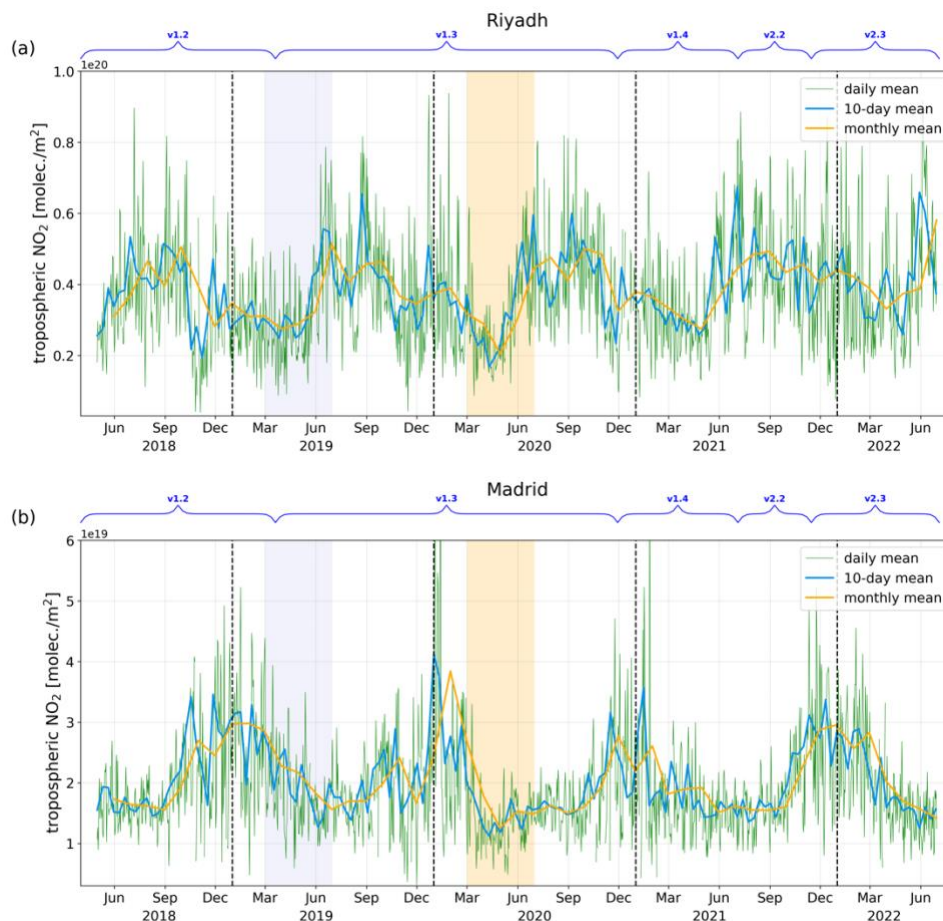 Riyadh
v1.2 v1.3 v1.4 v2.2 v2.3
(a)
1e20
1.0
0.8
0.6
0.4
0.2
tropospheric NO₂ [molec./m²]
daily mean
10-day mean
monthly mean
Jun Sep Dec Mar Jun Sep Dec Mar Jun Sep Dec Mar Jun Sep Dec Mar Jun
2018 2019 2020 2021 2022
Madrid
v1.2 v1.3 v1.4 v2.2 v2.3
(b)
1e19
6
5
4
3
2
1
tropospheric NO₂ [molec./m²]
daily mean
10-day mean
monthly mean
Jun Sep Dec Mar Jun Sep Dec Mar Jun Sep Dec Mar Jun Sep Dec Mar Jun
2018 2019 2020 2021 2022